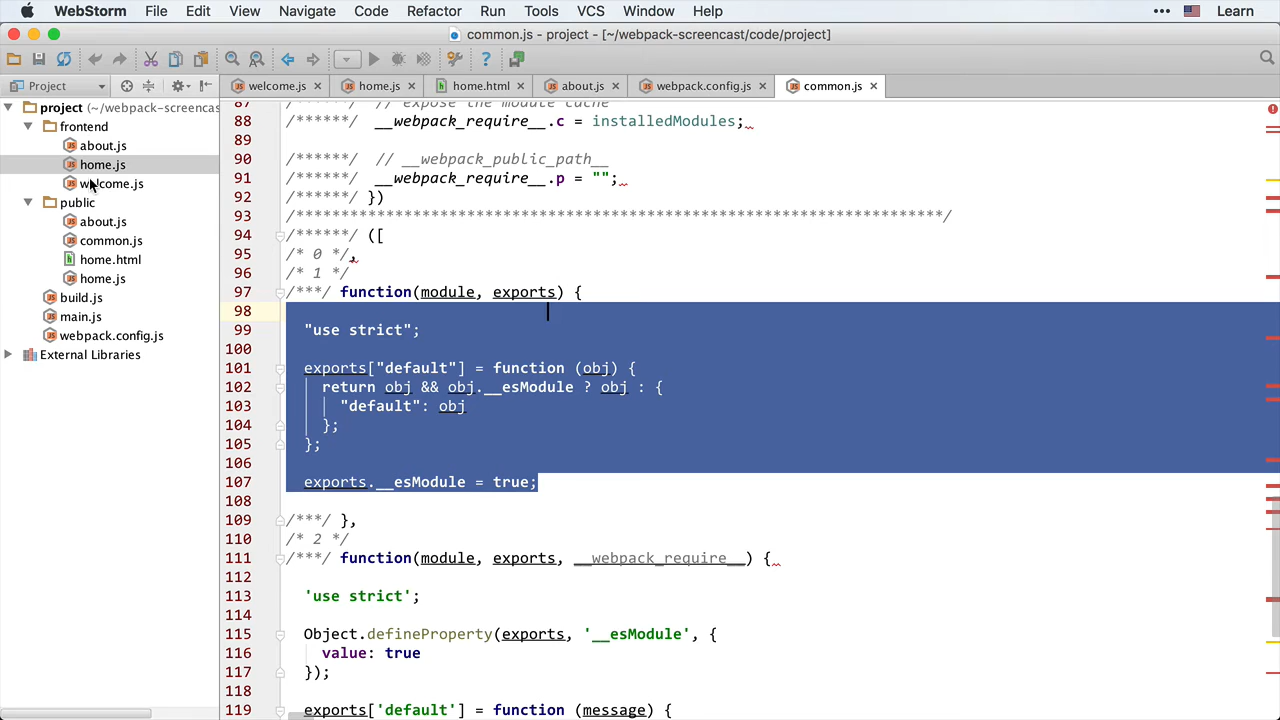 WebStorm File Edit View Navigate Code Refactor Run Tools VCS Window Help ••• Learn
common.js - project - [~/webpack-screencast/code/project]
Project
welcome.js home.js home.html about.js webpack.config.js common.js
project (~/webpack-screencas
frontend
about.js
home.js
welcome.js
public
about.js
common.js
home.html
home.js
build.js
main.js
webpack.config.js
External Libraries
87 /******/ // expose the module cache
88 /******/ __webpack_require__.c = installedModules;
89
90 /******/ // __webpack_public_path__
91 /******/ __webpack_require__.p = "";
92 /******/ })
93 /************************************************************************/
94 /******/ ([
95 /* 0 */,
96 /* 1 */
97 /***/ function(module, exports) {
98
99 "use strict";
100
101 exports["default"] = function (obj) {
102 return obj && obj.__esModule ? obj : {
103 "default": obj
104 };
105 };
106
107 exports.__esModule = true;
108
109 /***/ },
110 /* 2 */
111 /***/ function(module, exports, __webpack_require__) {
112
113 'use strict';
114
115 Object.defineProperty(exports, '__esModule', {
116 value: true
117 });
118
119 exports['default'] = function (message) {